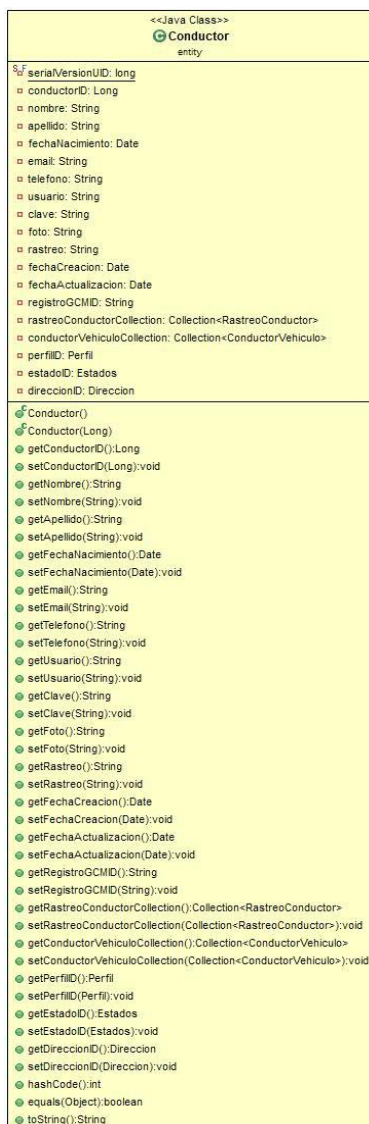 <<Java Class>>
Conductor
entity
serialVersionUID: long
conductorID: Long
nombre: String
apellido: String
fechaNacimiento: Date
email: String
telefono: String
usuario: String
clave: String
foto: String
rastreo: String
fechaCreacion: Date
fechaActualizacion: Date
registroGCMID: String
rastreoConductorCollection: Collection<RastreoConductor>
conductorVehiculoCollection: Collection<ConductorVehiculo>
perfilID: Perfil
estadoID: Estados
direccionID: Direccion
Conductor()
Conductor(Long)
getConductorID():Long
setConductorID(Long):void
getNombre():String
setNombre(String):void
getApellido():String
setApellido(String):void
getFechaNacimiento():Date
setFechaNacimiento(Date):void
getEmail():String
setEmail(String):void
getTelefono():String
setTelefono(String):void
getUsuario():String
setUsuario(String):void
getClave():String
setClave(String):void
getFoto():String
setFoto(String):void
getRastreo():String
setRastreo(String):void
getFechaCreacion():Date
setFechaCreacion(Date):void
getFechaActualizacion():Date
setFechaActualizacion(Date):void
getRegistroGCMID():String
setRegistroGCMID(String):void
getRastreoConductorCollection():Collection<RastreoConductor>
setRastreoConductorCollection(Collection<RastreoConductor>):void
getConductorVehiculoCollection():Collection<ConductorVehiculo>
setConductorVehiculoCollection(Collection<ConductorVehiculo>):void
getPerfilID():Perfil
setPerfilID(Perfil):void
getEstadoID():Estados
setEstadoID(Estados):void
getDireccionID():Direccion
setDireccionID(Direccion):void
hashCode():int
equals(Object):boolean
toString():String